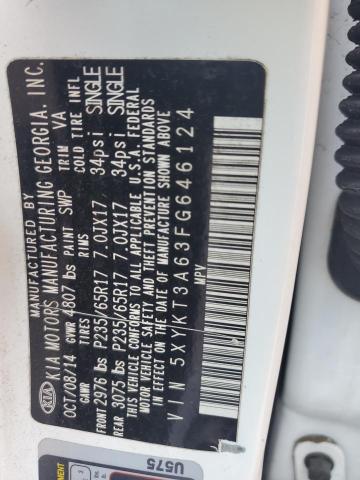 MANUFACTURED BY
KIA KIA MOTORS MANUFACTURING GEORGIA, INC.
OCT/08/14 GVWR 4807 lbs PAINT SWP TRIM VA
GAWR TIRES RIMS COLD TIRE INFL
FRONT 2976 lbs P235/65R17 7.0JX17 34psi SINGLE
REAR 3075 lbs P235/65R17 7.0JX17 34psi SINGLE
THIS VEHICLE CONFORMS TO ALL APPLICABLE U.S.A. FEDERAL
MOTOR VEHICLE SAFETY AND THEFT PREVENTION STANDARDS
IN EFFECT ON THE DATE OF MANUFACTURE SHOWN ABOVE.
VIN 5XYKT3A63FG646124
MPV
U575